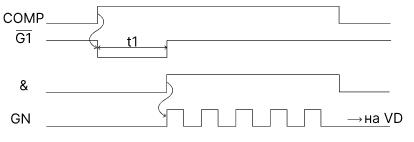 COMP
G1
t1
&
GN
→на VD